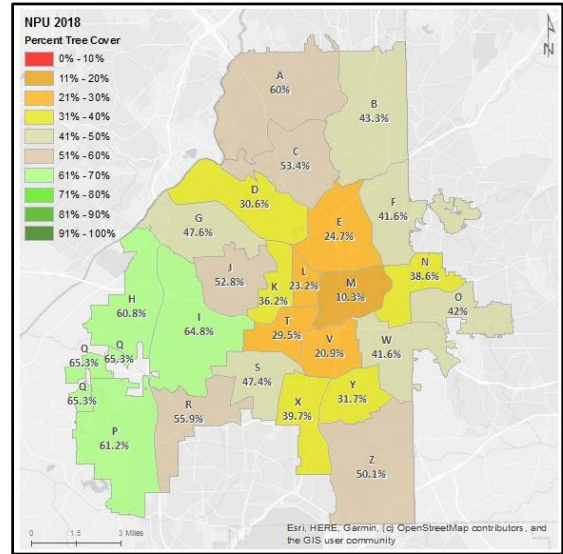 NPU 2018
Percent Tree Cover
0% - 10%
11% - 20%
21% - 30%
31% - 40%
41% - 50%
51% - 60%
61% - 70%
71% - 80%
81% - 90%
91% - 100%
N
A
60%
B
43.3%
C
53.4%
D
30.6%
E
24.7%
F
41.6%
G
47.6%
J
52.8%
K
36.2%
L
23.2%
M
10.3%
N
38.6%
O
42%
H
60.8%
I
64.8%
T
29.5%
V
20.9%
W
41.6%
Q
65.3%
Q
65.3%
Q
65.3%
S
47.4%
X
39.7%
Y
31.7%
R
55.9%
P
61.2%
Z
50.1%
0 1.5 3 Miles
Esri, HERE, Garmin, (c) OpenStreetMap contributors, and
the GIS user community